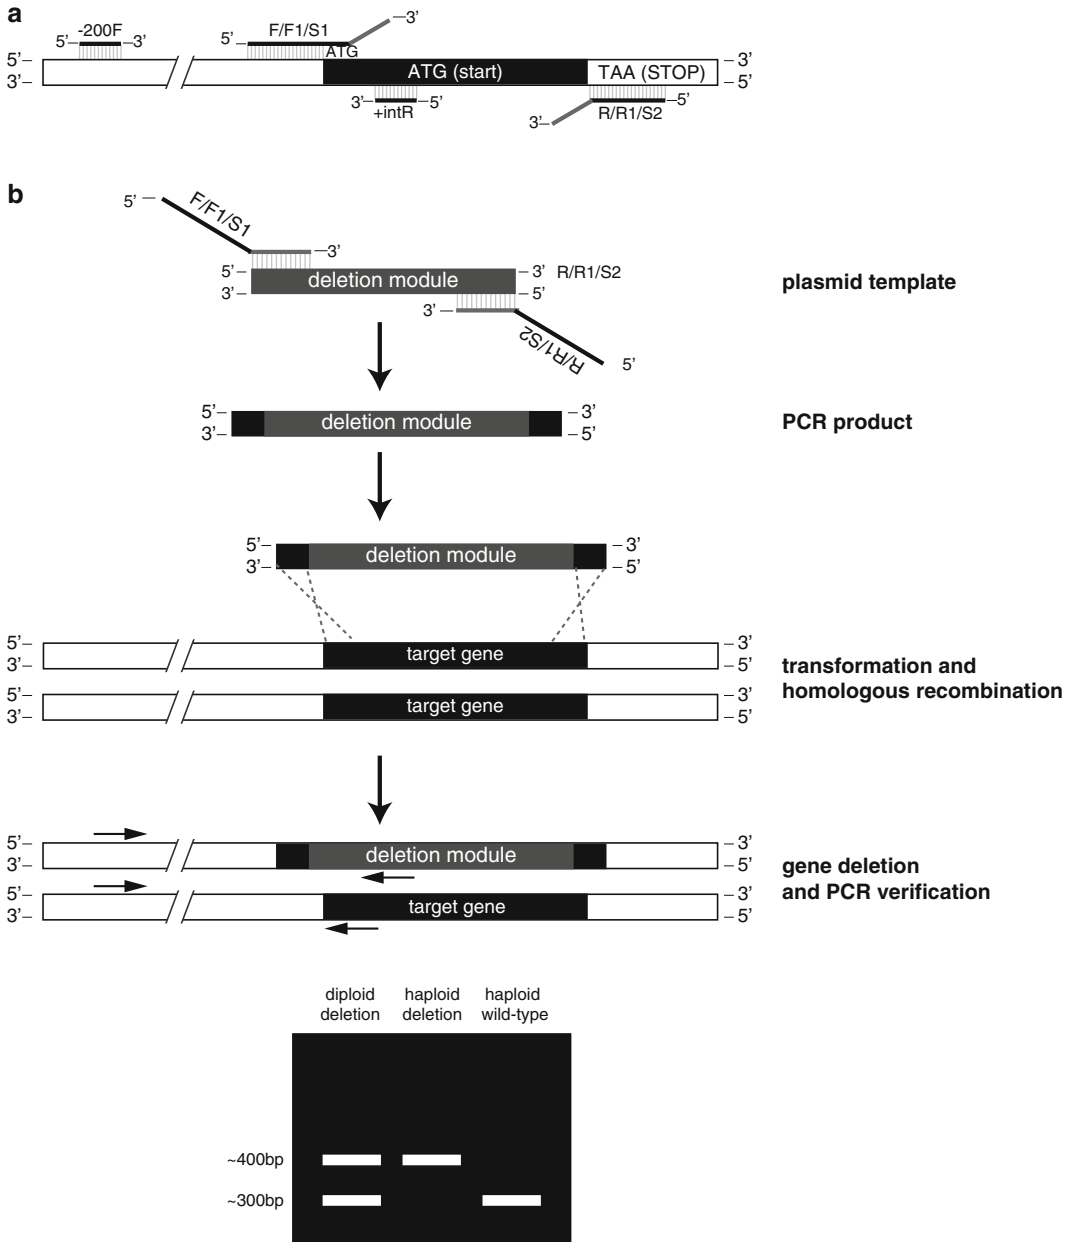 a
-200F
5’ 3’
F/F1/S1
5’ 3’
ATG
5’ ATG (start) TAA (STOP) 3’
3’ 5’
3’ 5’
+intR
5’
3’ R/R1/S2
b
5’ F/F1/S1
3’
5’ deletion module 3’ R/R1/S2
3’ 5’
3’
R/R1/S2 5’
plasmid template
5’ deletion module 3’
3’ 5’
PCR product
5’ deletion module 3’
3’ 5’
5’ target gene 3’
3’ 5’
5’ target gene 3’
3’ 5’
transformation and
homologous recombination
5’ deletion module 3’
3’ 5’
5’ target gene 3’
3’ 5’
gene deletion
and PCR verification
diploid
deletion
haploid
deletion
haploid
wild-type
~400bp
~300bp